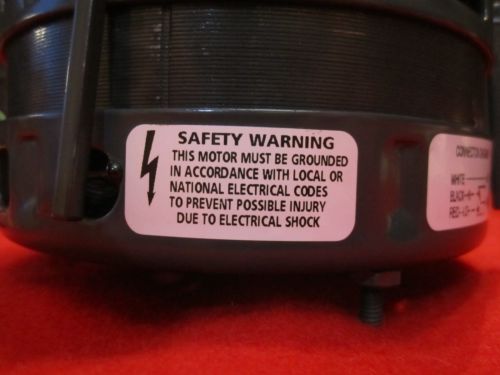 SAFETY WARNING
THIS MOTOR MUST BE GROUNDED
IN ACCORDANCE WITH LOCAL OR
NATIONAL ELECTRICAL CODES
TO PREVENT POSSIBLE INJURY
DUE TO ELECTRICAL SHOCK
WHITE
BLACK
RED